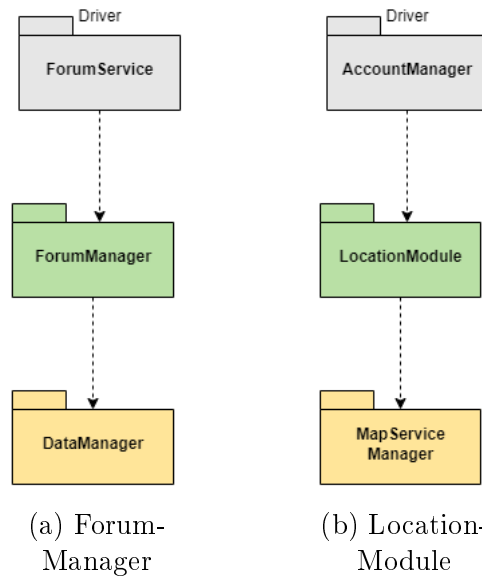 Driver
ForumService
ForumManager
DataManager
(a) Forum-
Manager
Driver
AccountManager
LocationModule
MapService
Manager
(b) Location-
Module